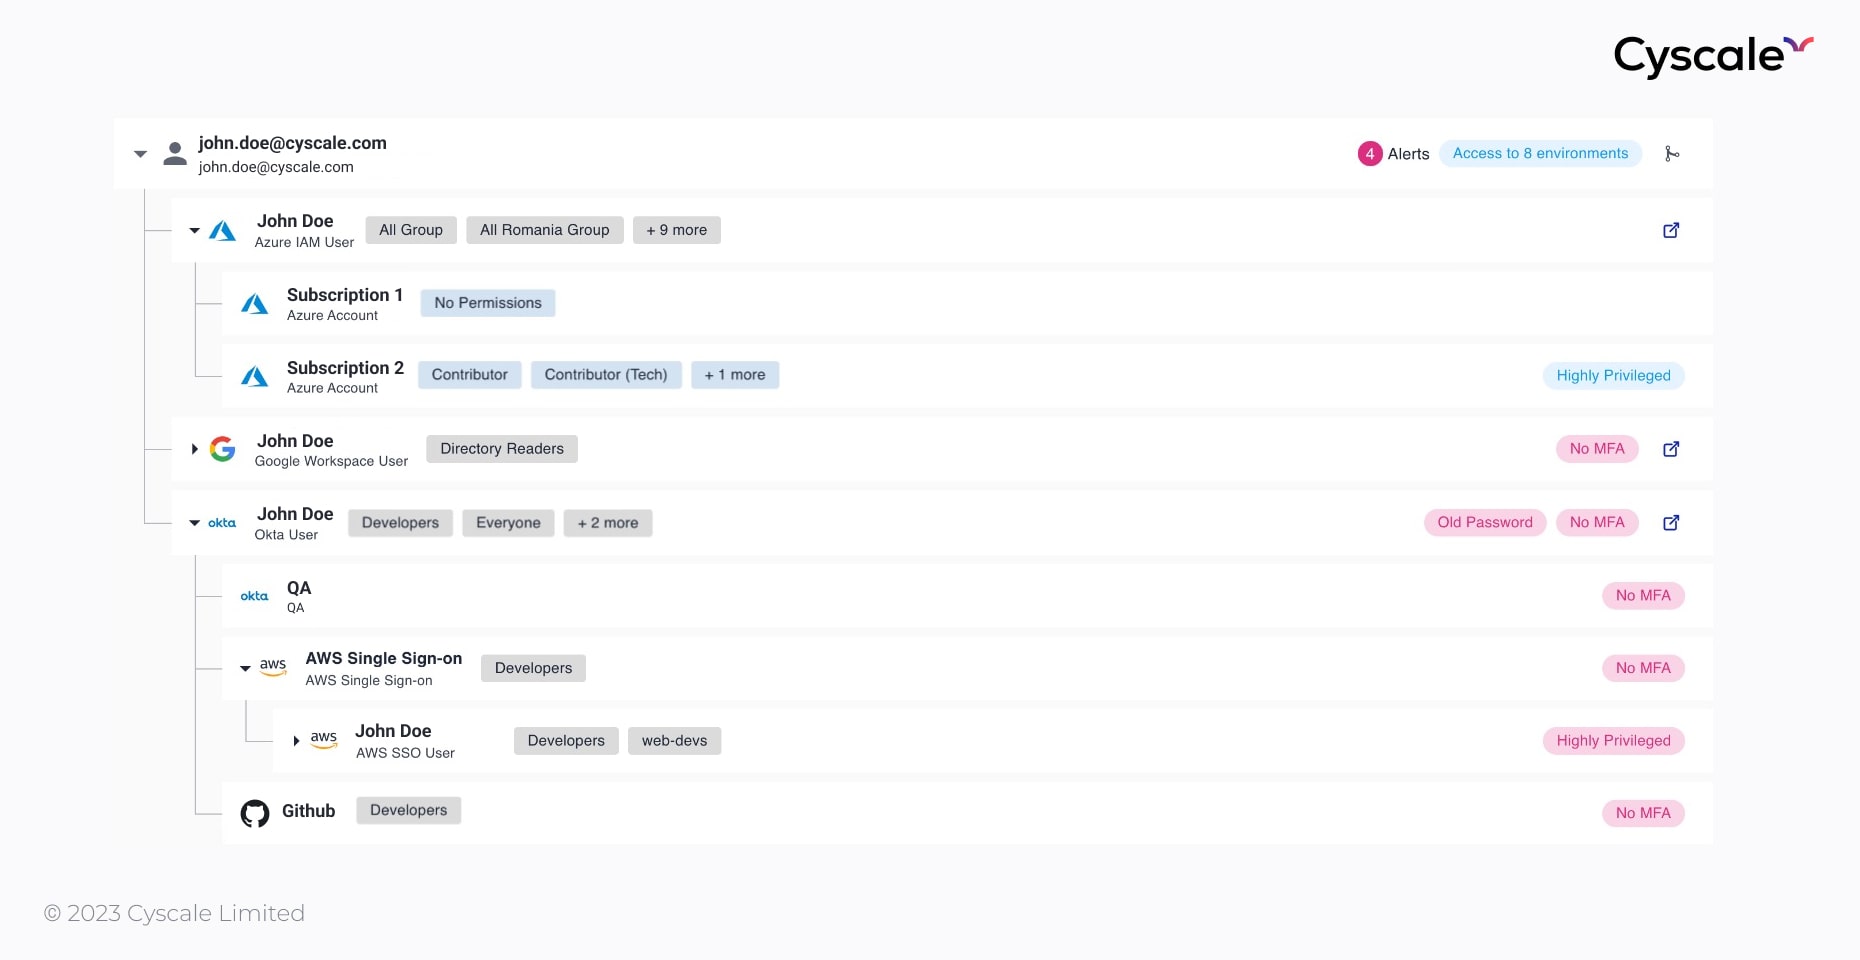 Cyscale
john.doe@cyscale.com
john.doe@cyscale.com
4 Alerts Access to 8 environments
John Doe
Azure IAM User
All Group All Romania Group + 9 more
Subscription 1
Azure Account
No Permissions
Subscription 2
Azure Account
Contributor Contributor (Tech) + 1 more
Highly Privileged
John Doe
Google Workspace User
Directory Readers
No MFA
okta
John Doe
Okta User
Developers Everyone + 2 more
Old Password No MFA
okta
QA
QA
No MFA
aws
AWS Single Sign-on
AWS Single Sign-on
Developers
No MFA
aws
John Doe
AWS SSO User
Developers web-devs
Highly Privileged
Github
Developers
No MFA
© 2023 Cyscale Limited